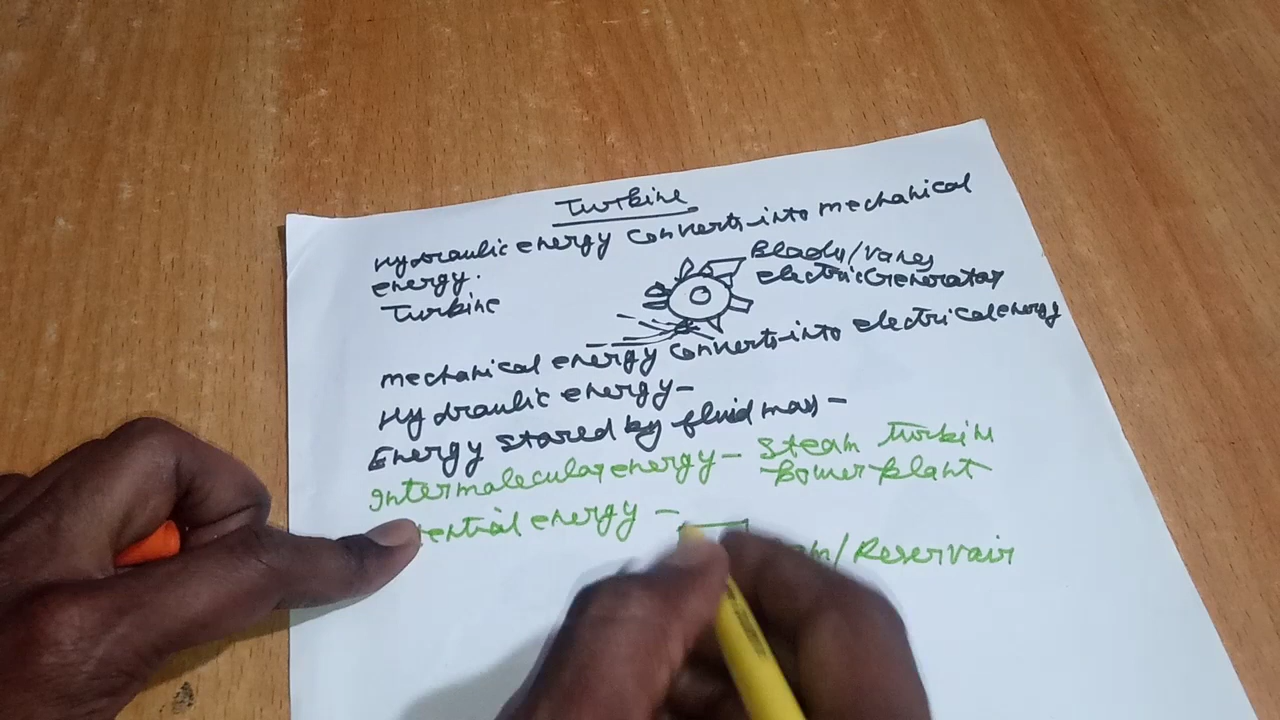 Turbine
Hydraulic energy converts into mechanical
energy.
Blades/Vanes
Turbine
electric Generator
mechanical energy converts into electrical energy
Hydraulic energy-
Energy stored by fluid mass -
Intermolecular energy - Steam Turbine
Power plant
energy -
/Reservoir